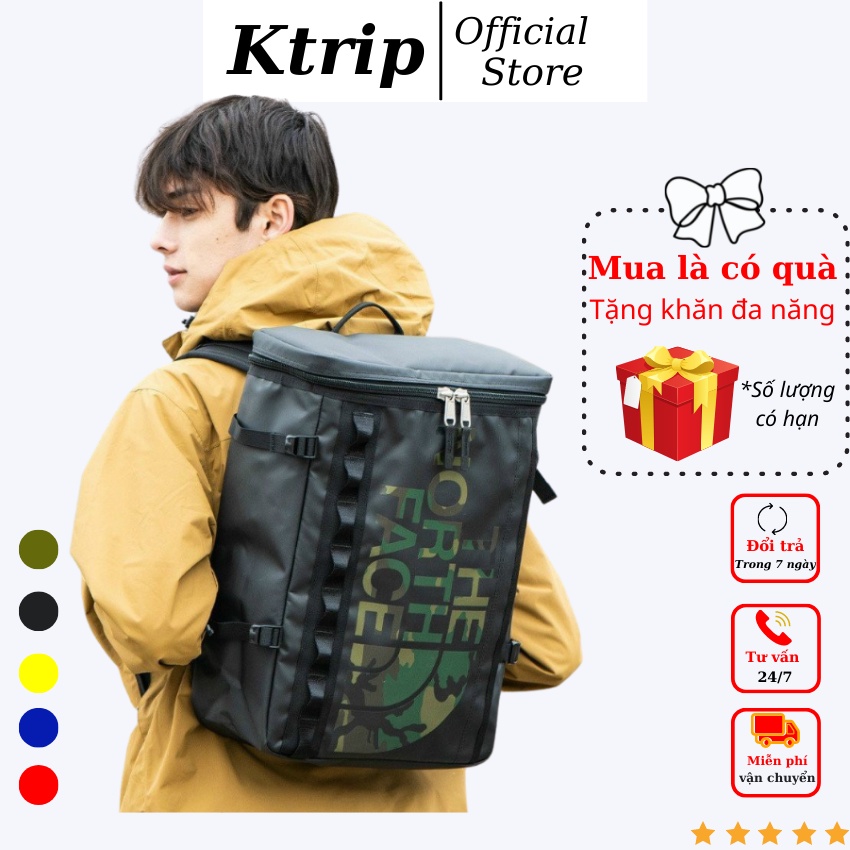 Ktrip
Official
Store
Mua là có quà
Tặng khăn đa năng
*Số lượng
có hạn
THE
NORTH
FACE
Đổi trả
Trong 7 ngày
Tư vấn
24/7
Miễn phí
vận chuyển